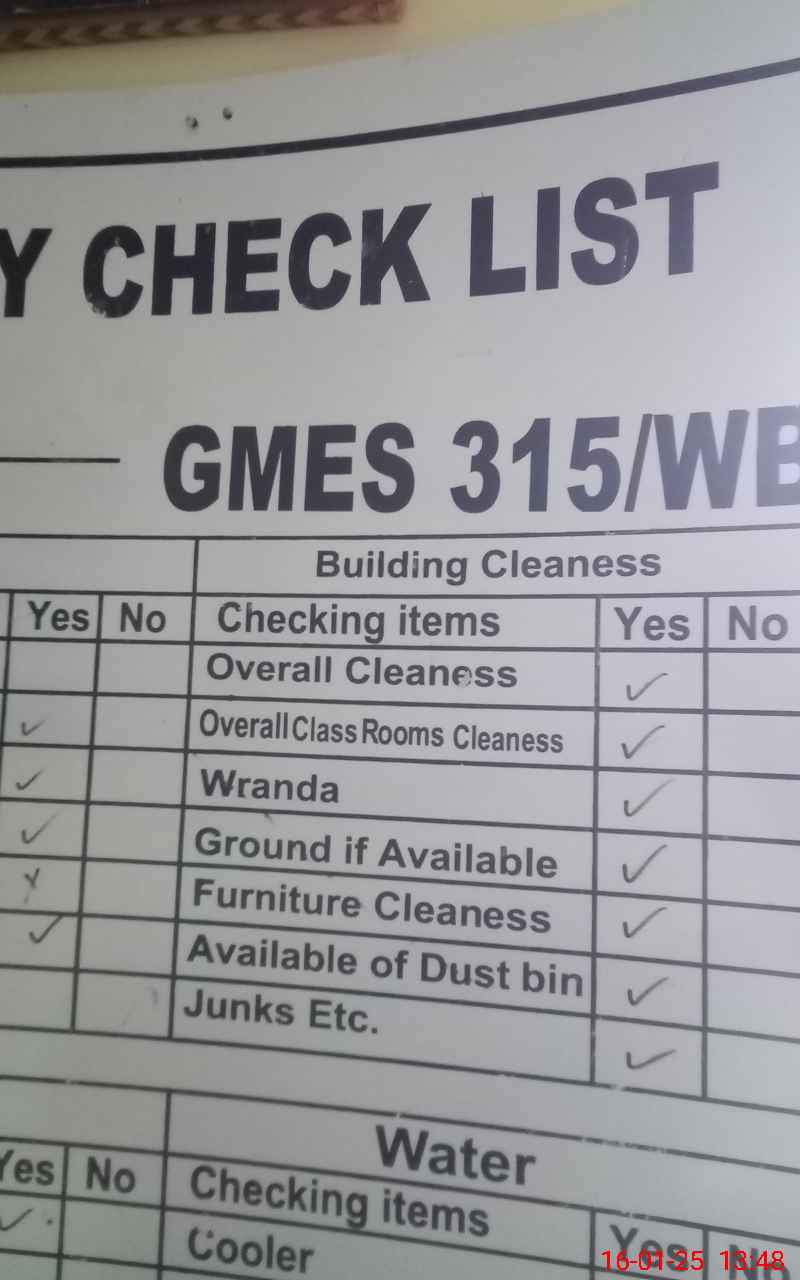 Y CHECK LIST
GMES 315/WB
Building Cleaness
Yes No Checking items Yes No
Overall Cleaness ✓
✓ Overall Class Rooms Cleaness ✓
✓ Wranda ✓
✓ Ground if Available ✓
Furniture Cleaness ✓
✓ Available of Dust bin ✓
Junks Etc. ✓
Water
Yes No Checking items Yes No
✓ Cooler
16-01-25 13:48